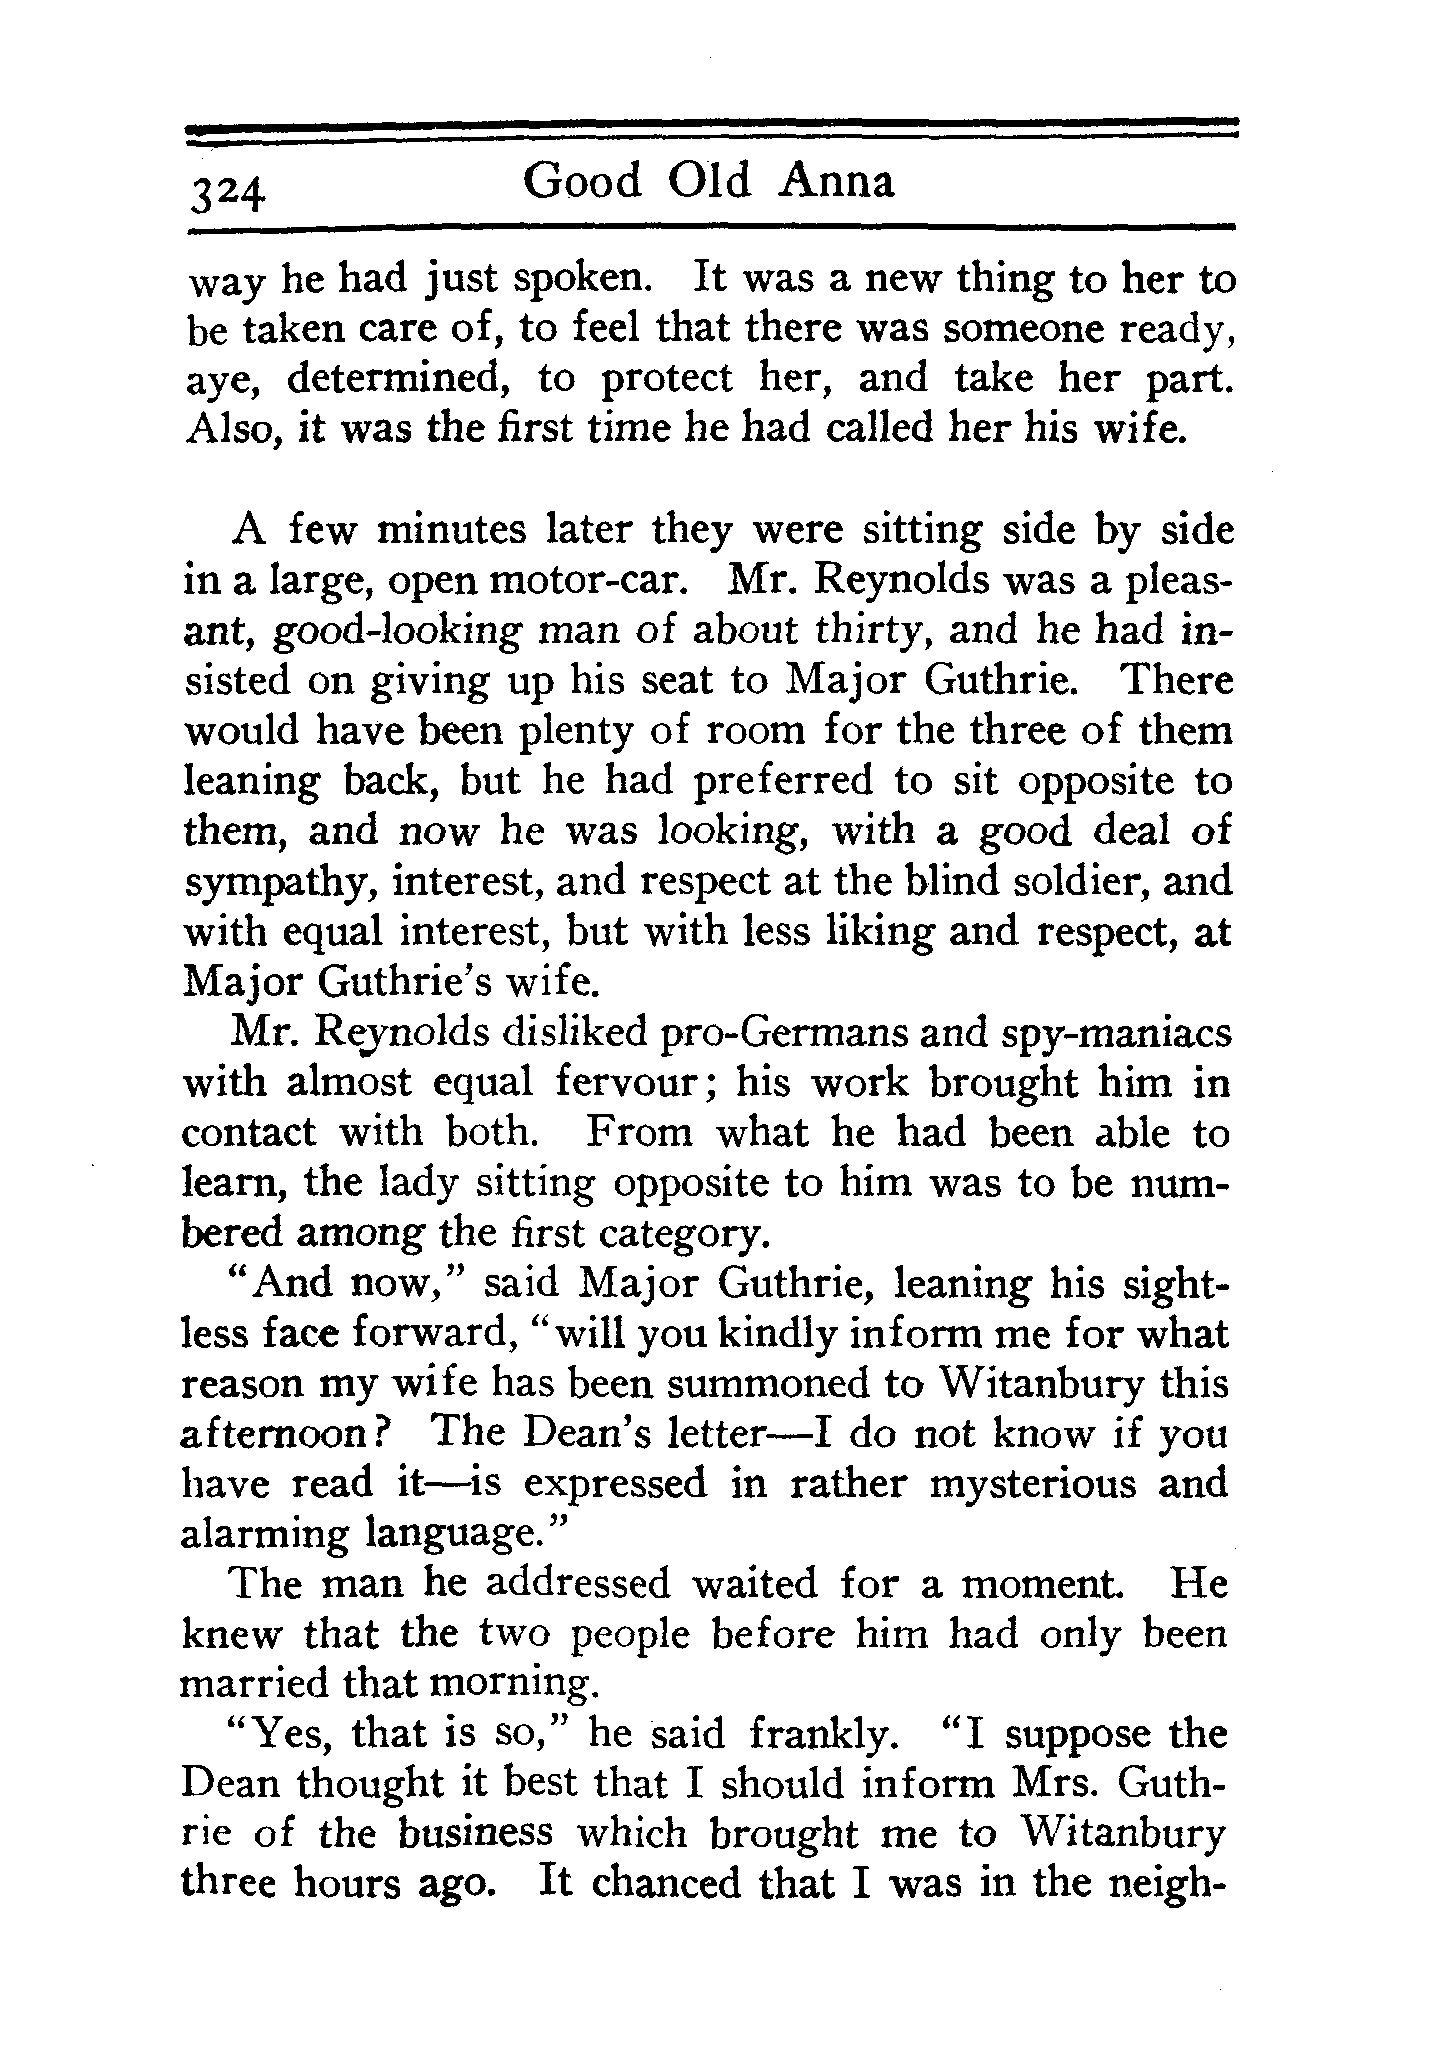 324 Good Old Anna
way he had just spoken. It was a new thing to her to
be taken care of, to feel that there was someone ready,
aye, determined, to protect her, and take her part.
Also, it was the first time he had called her his wife.
A few minutes later they were sitting side by side
in a large, open motor-car. Mr. Reynolds was a pleas-
ant, good-looking man of about thirty, and he had in-
sisted on giving up his seat to Major Guthrie. There
would have been plenty of room for the three of them
leaning back, but he had preferred to sit opposite to
them, and now he was looking, with a good deal of
sympathy, interest, and respect at the blind soldier, and
with equal interest, but with less liking and respect, at
Major Guthrie's wife.
Mr. Reynolds disliked pro-Germans and spy-maniacs
with almost equal fervour; his work brought him in
contact with both. From what he had been able to
learn, the lady sitting opposite to him was to be num-
bered among the first category.
"And now," said Major Guthrie, leaning his sight-
less face forward, "will you kindly inform me for what
reason my wife has been summoned to Witanbury this
afternoon? The Dean's letter—I do not know if you
have read it—is expressed in rather mysterious and
alarming language."
The man he addressed waited for a moment. He
knew that the two people before him had only been
married that morning.
"Yes, that is so," he said frankly. "I suppose the
Dean thought it best that I should inform Mrs. Guth-
rie of the business which brought me to Witanbury
three hours ago. It chanced that I was in the neigh-